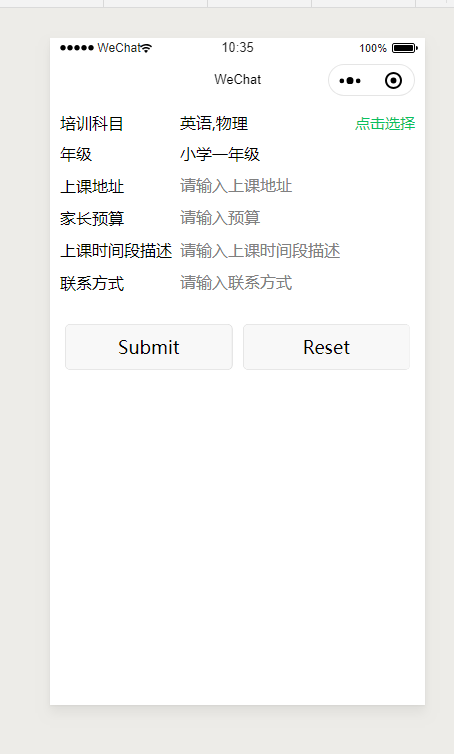 WeChat 10:35 100%
WeChat
培训科目 英语,物理 点击选择
年级 小学一年级
上课地址 请输入上课地址
家长预算 请输入预算
上课时间段描述 请输入上课时间段描述
联系方式 请输入联系方式
Submit Reset